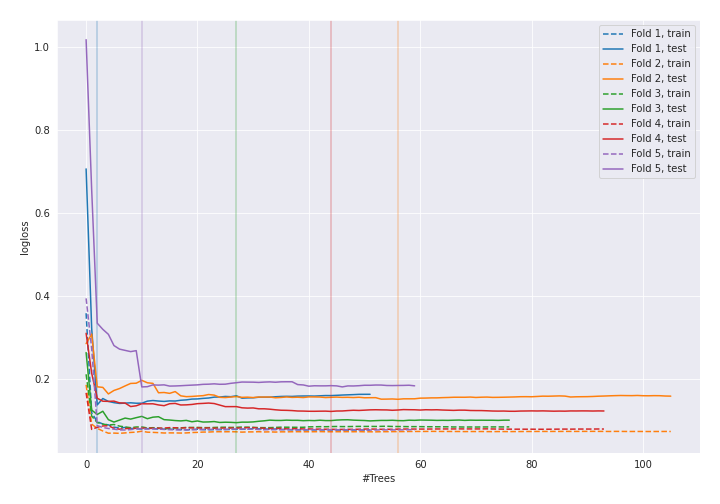 1.0
0.8
0.6
0.4
0.2
logloss
0
20
40
60
80
100
#Trees
Fold 1, train
Fold 1, test
Fold 2, train
Fold 2, test
Fold 3, train
Fold 3, test
Fold 4, train
Fold 4, test
Fold 5, train
Fold 5, test